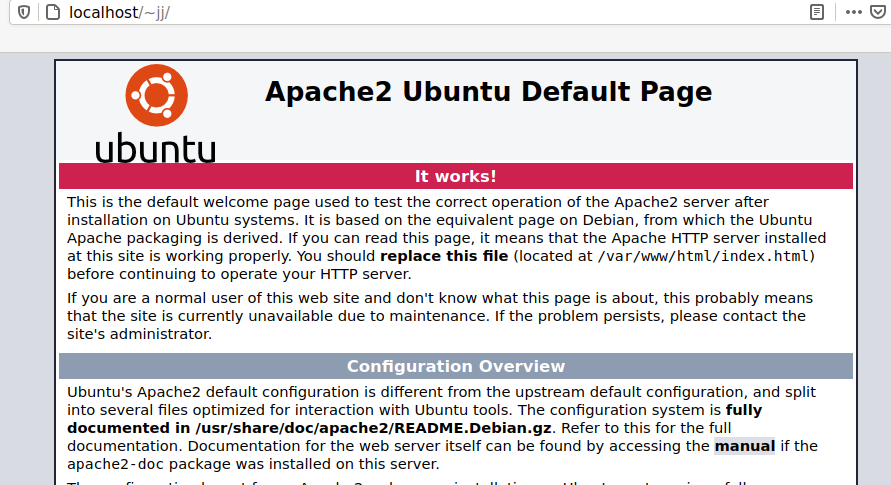 localhost/~jj/
Apache2 Ubuntu Default Page
ubuntu
It works!
This is the default welcome page used to test the correct operation of the Apache2 server after
installation on Ubuntu systems. It is based on the equivalent page on Debian, from which the Ubuntu
Apache packaging is derived. If you can read this page, it means that the Apache HTTP server installed
at this site is working properly. You should replace this file (located at /var/www/html/index.html)
before continuing to operate your HTTP server.
If you are a normal user of this web site and don't know what this page is about, this probably means
that the site is currently unavailable due to maintenance. If the problem persists, please contact the
site's administrator.
Configuration Overview
Ubuntu's Apache2 default configuration is different from the upstream default configuration, and split
into several files optimized for interaction with Ubuntu tools. The configuration system is fully
documented in /usr/share/doc/apache2/README.Debian.gz. Refer to this for the full
documentation. Documentation for the web server itself can be found by accessing the manual if the
apache2-doc package was installed on this server.